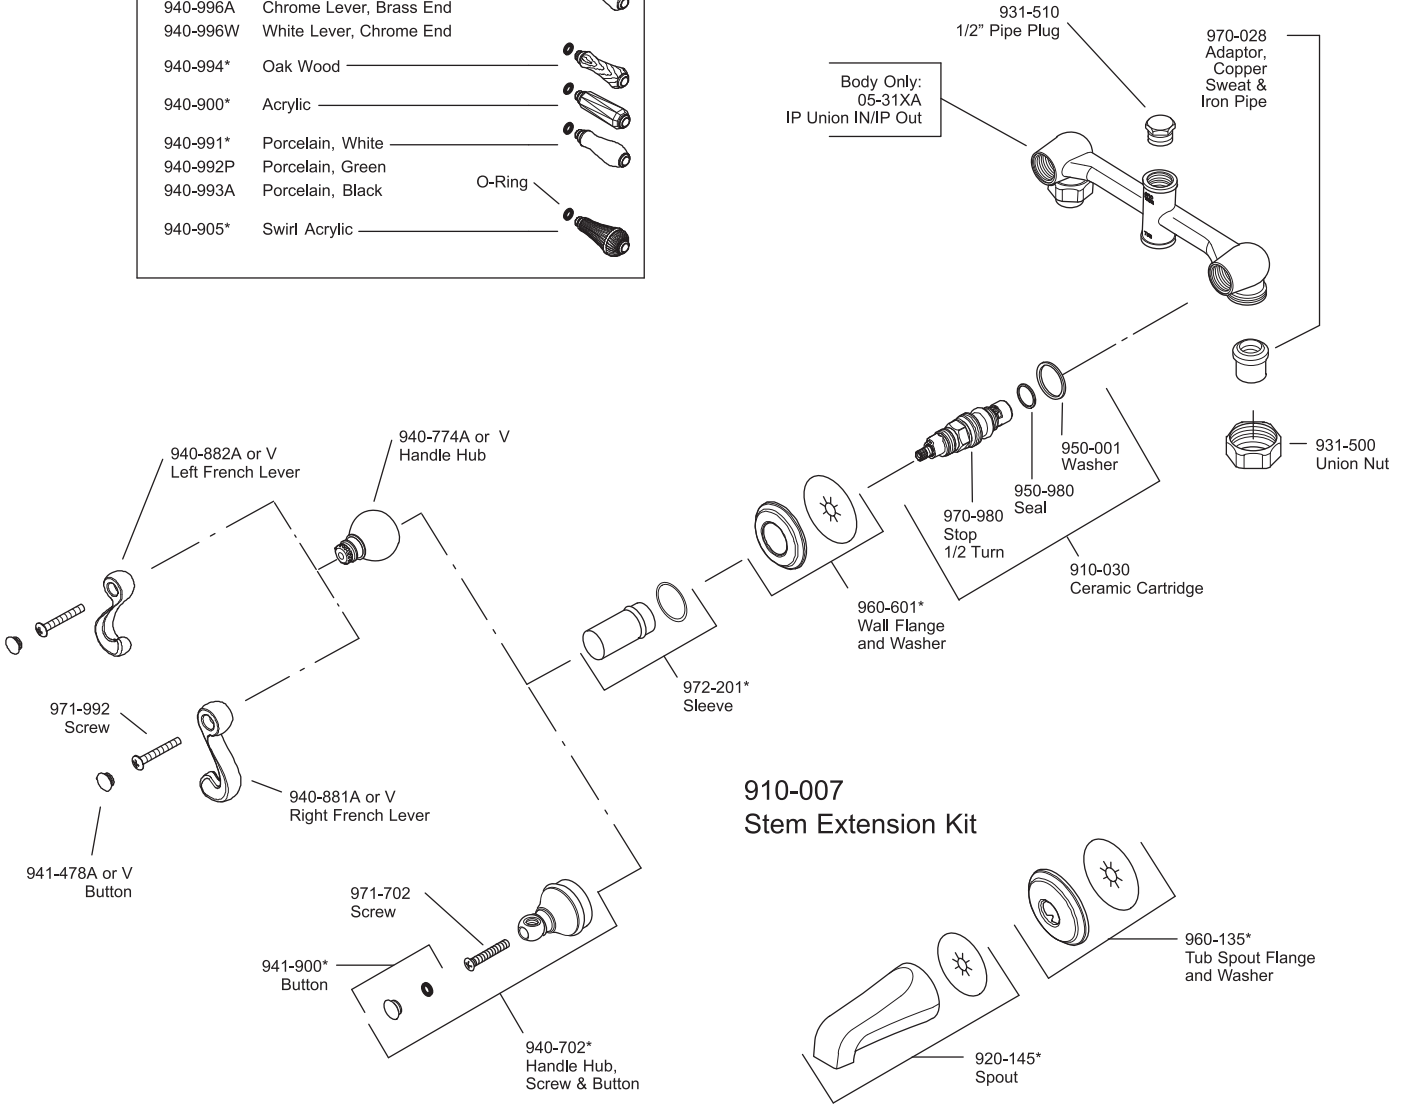 940-996A Chrome Lever, Brass End
940-996W White Lever, Chrome End
940-994* Oak Wood
940-900* Acrylic
940-991* Porcelain, White
940-992P Porcelain, Green
940-993A Porcelain, Black
O-Ring
940-905* Swirl Acrylic
931-510
1/2” Pipe Plug
970-028
Adaptor,
Copper
Sweat &
Iron Pipe
Body Only:
05-31XA
IP Union IN/IP Out
931-500
Union Nut
950-001
Washer
950-980
Seal
970-980
Stop
1/2 Turn
910-030
Ceramic Cartridge
940-774A or V
Handle Hub
940-882A or V
Left French Lever
960-601*
Wall Flange
and Washer
972-201*
Sleeve
971-992
Screw
940-881A or V
Right French Lever
941-478A or V
Button
910-007
Stem Extension Kit
971-702
Screw
941-900*
Button
940-702*
Handle Hub,
Screw & Button
960-135*
Tub Spout Flange
and Washer
920-145*
Spout